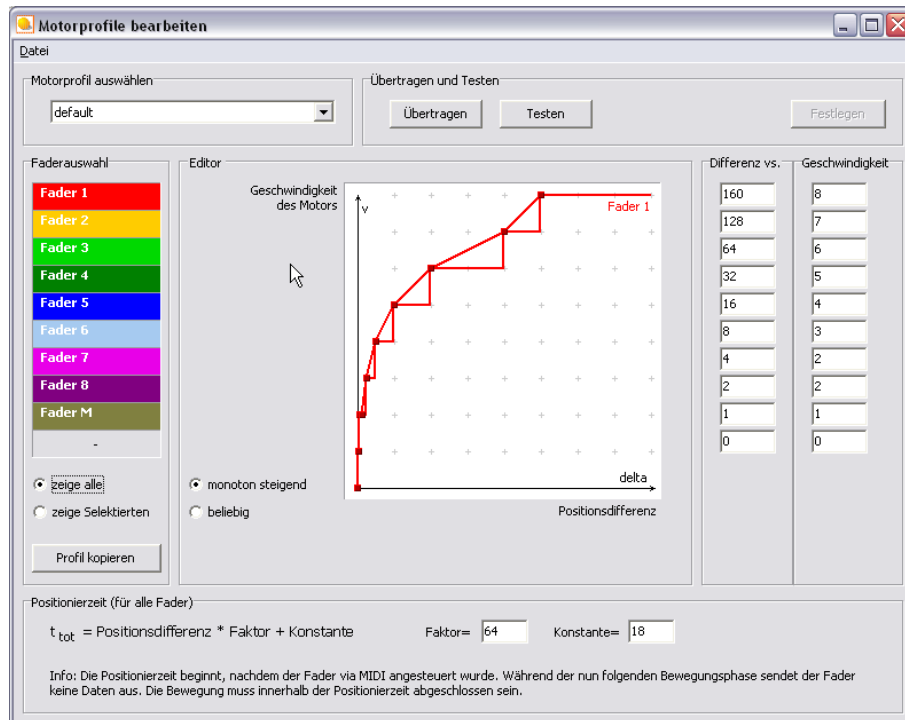 Motorprofile bearbeiten
Datei
Motorprofil auswählen
default
Übertragen und Testen
Übertragen
Testen
Festlegen
Faderauswahl
Fader 1
Fader 2
Fader 3
Fader 4
Fader 5
Fader 6
Fader 7
Fader 8
Fader M
-
zeige alle
zeige Selektierten
Profil kopieren
Editor
Geschwindigkeit
des Motors
v
Fader 1
delta
Positionsdifferenz
monoton steigend
beliebig
Differenz vs. Geschwindigkeit
160 8
128 7
64 6
32 5
16 4
8 3
4 2
2 2
1 1
0 0
Positionierzeit (für alle Fader)
t tot = Positionsdifferenz * Faktor + Konstante Faktor= 64 Konstante= 18
Info: Die Positionierzeit beginnt, nachdem der Fader via MIDI angesteuert wurde. Während der nun folgenden Bewegungsphase sendet der Fader
keine Daten aus. Die Bewegung muss innerhalb der Positionierzeit abgeschlossen sein.